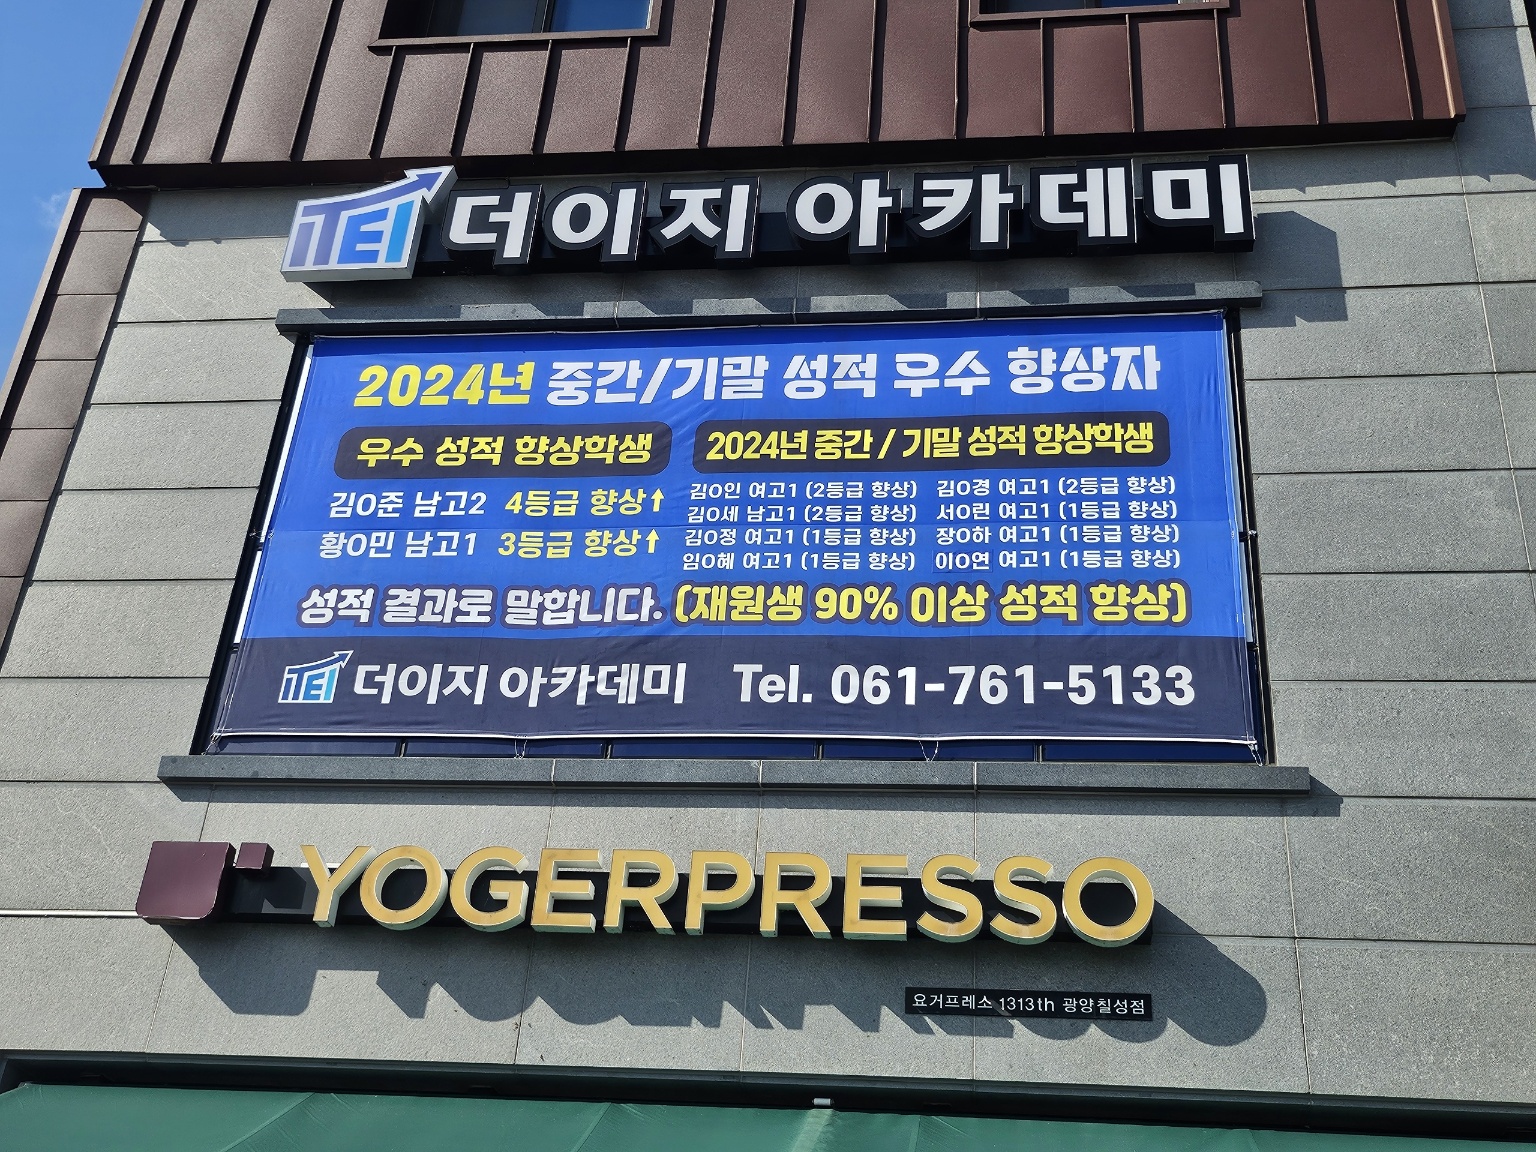 iTEI 더이지 아카데미
2024년 중간/기말 성적 우수 향상자
우수 성적 향상학생
김O준 남고2 4등급 향상↑
황O민 남고1 3등급 향상↑
2024년 중간 / 기말 성적 향상학생
김O인 여고1 (2등급 향상) 김O경 여고1 (2등급 향상)
김O세 남고1 (2등급 향상) 서O린 여고1 (1등급 향상)
김O정 여고1 (1등급 향상) 장O하 여고1 (1등급 향상)
임O혜 여고1 (1등급 향상) 이O연 여고1 (1등급 향상)
성적 결과로 말합니다. (재원생 90% 이상 성적 향상)
iTEI 더이지 아카데미 Tel. 061-761-5133
YOGERPRESSO
요거프레소 1313th 광양칠성점